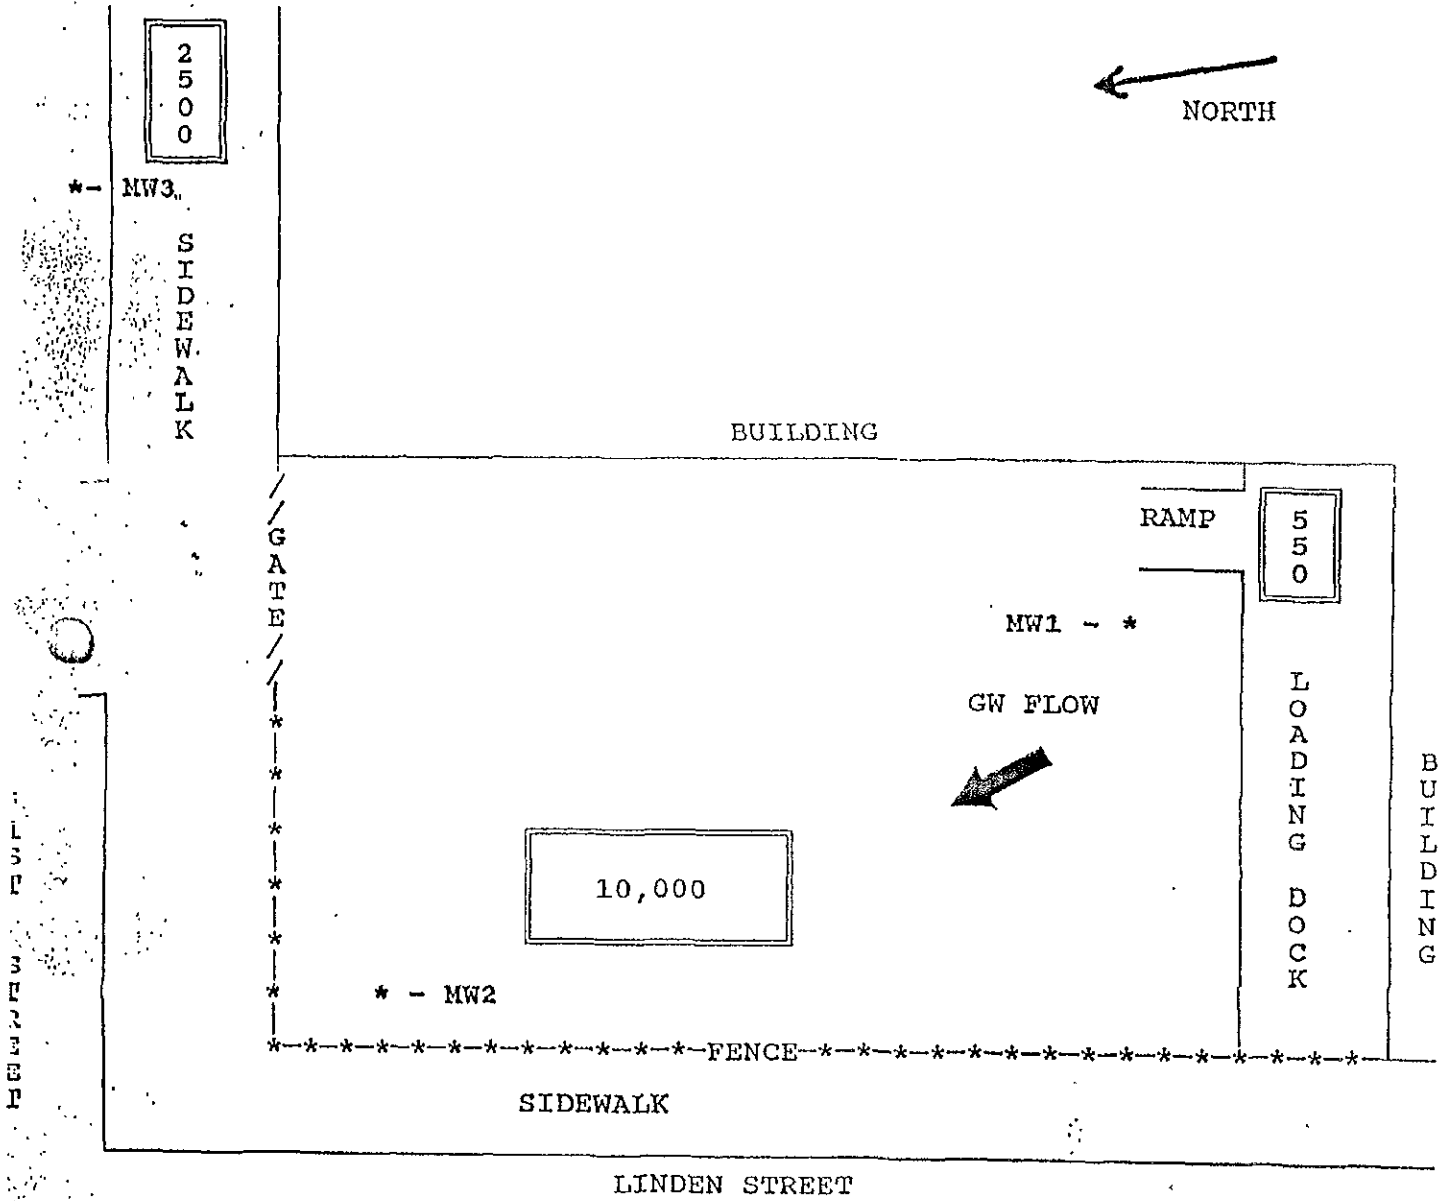 2500
NORTH
*- MW3
SIDEWALK
BUILDING
RAMP
550
//GATE//
MW1 - *
GW FLOW
LOADING DOCK
BUILDING
10,000
* - MW2
*-*-*-*-*-*-*-*-*-*-*-*-FENCE-*-*-*-*-*-*-*-*-*-*-*-*-*-*-*-*
SIDEWALK
STREET
LINDEN STREET